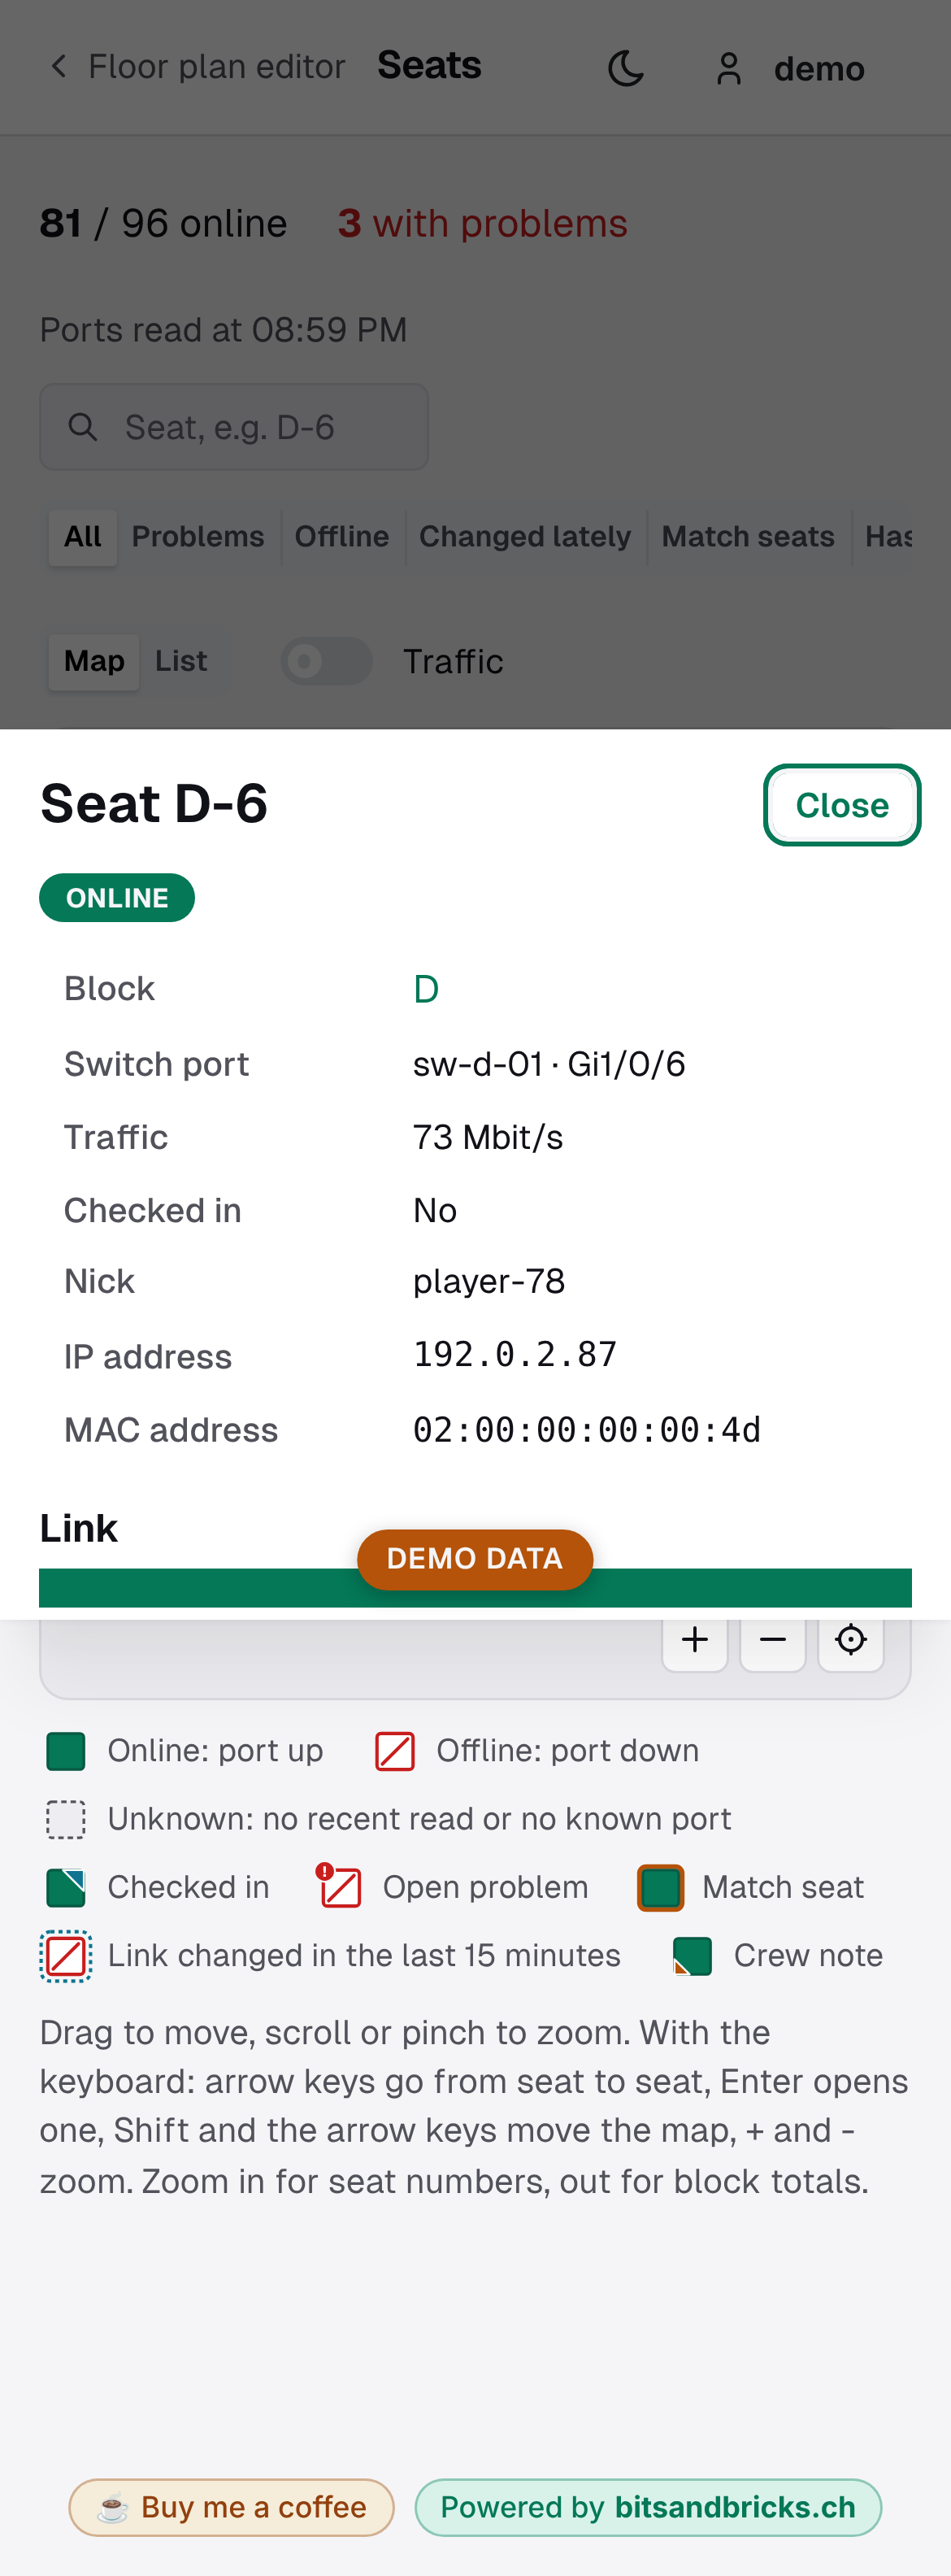 Floor plan editor Seats demo
81 / 96 online 3 with problems
Ports read at 08:59 PM
Seat, e.g. D-6
All Problems Offline Changed lately Match seats Has
Map List Traffic
Seat D-6 Close
ONLINE
Block D
Switch port sw-d-01 · Gi1/0/6
Traffic 73 Mbit/s
Checked in No
Nick player-78
IP address 192.0.2.87
MAC address 02:00:00:00:00:4d
Link
DEMO DATA
Online: port up Offline: port down
Unknown: no recent read or no known port
Checked in Open problem Match seat
Link changed in the last 15 minutes Crew note
Drag to move, scroll or pinch to zoom. With the
keyboard: arrow keys go from seat to seat, Enter opens
one, Shift and the arrow keys move the map, + and -
zoom. Zoom in for seat numbers, out for block totals.
Buy me a coffee Powered by bitsandbricks.ch